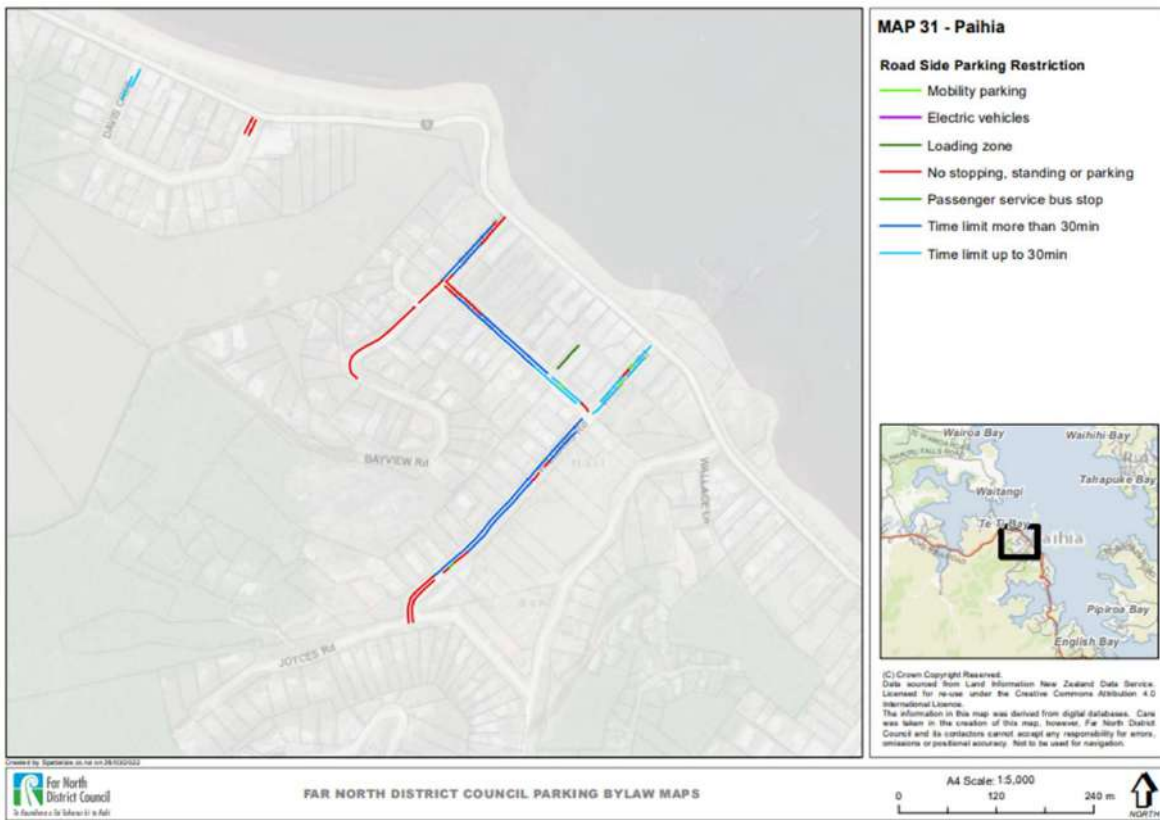 MAP 31 - Paihia
Road Side Parking Restriction
Mobility parking
Electric vehicles
Loading zone
No stopping, standing or parking
Passenger service bus stop
Time limit more than 30min
Time limit up to 30min
DAVIS
BAYVIEW Rd
WALLACE
JOYCES Rd
Wairoa Bay
Waihihi Bay
Tahapuke Bay
Waitangi
Te Ti Bay
Paihia
Pipiroa Bay
English Bay
(C) Crown Copyright Reserved.
Data sourced from Land Information New Zealand Data Service.
Licensed for re-use under the Creative Commons Attribution 4.0
International Licence.
The information in this map was derived from digital databases. Care
was taken in the creation of this map, however, Far North District
Council and its contactors cannot accept any responsibility for errors,
omissions or positional accuracy. Not to be used for navigation.
Far North
District Council
FAR NORTH DISTRICT COUNCIL PARKING BYLAW MAPS
A4 Scale: 1:5,000
0 120 240 m
NORTH